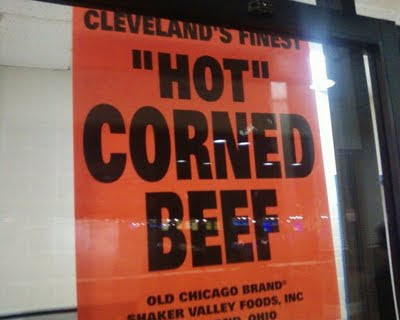 CLEVELAND'S FINEST
"HOT"
CORNED
BEEF
OLD CHICAGO BRAND®
SHAKER VALLEY FOODS, INC
OHIO